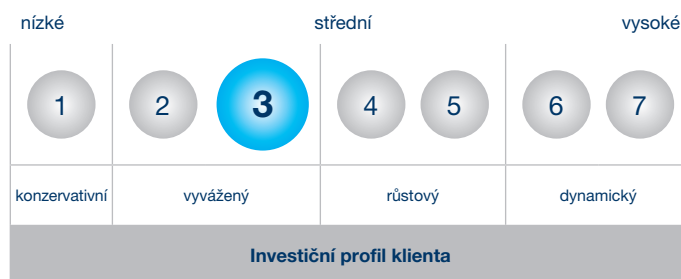 nízké střední vysoké
1 2 3 4 5 6 7
konzervativní vyvážený růstový dynamický
Investiční profil klienta